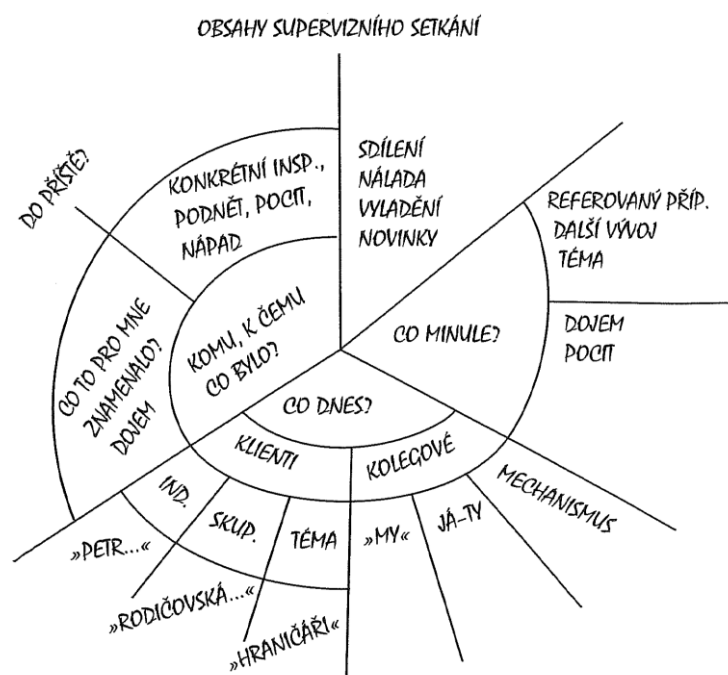 OBSAHY SUPERVIZNÍHO SETKÁNÍ
SDÍLENÍ
NÁLADA
VYLADĚNÍ
NOVINKY
REFEROVANÝ PŘÍP.
DALŠÍ VÝVOJ
TÉMA
CO MINULE?
DOJEM
POCIT
CO DNES?
KLIENTI
KOLEGOVÉ
MECHANISMUS
JÁ-TY
»MY«
IND.
SKUP.
TÉMA
»PETR...«
»RODIČOVSKÁ...«
»HRANIČÁŘI«
KOMU, K ČEMU
CO BYLO?
CO TO PRO MNE
ZNAMENALO?
DOJEM
DO PŘÍŠTĚ?
KONKRÉTNÍ INSP.,
PODNĚT, POCIT,
NÁPAD